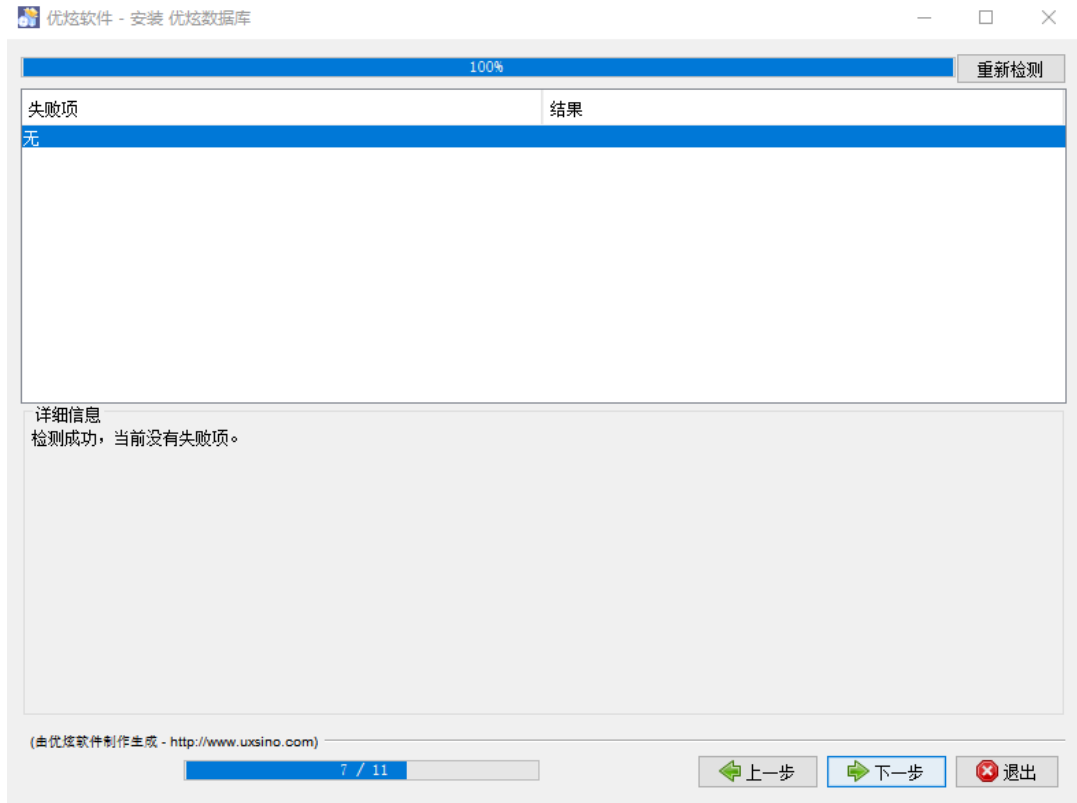 优炫软件 - 安装 优炫数据库
100%
重新检测
失败项 结果
无
详细信息
检测成功，当前没有失败项。
(由优炫软件制作生成 - http://www.uxsino.com)
7 / 11
上一步
下一步
退出